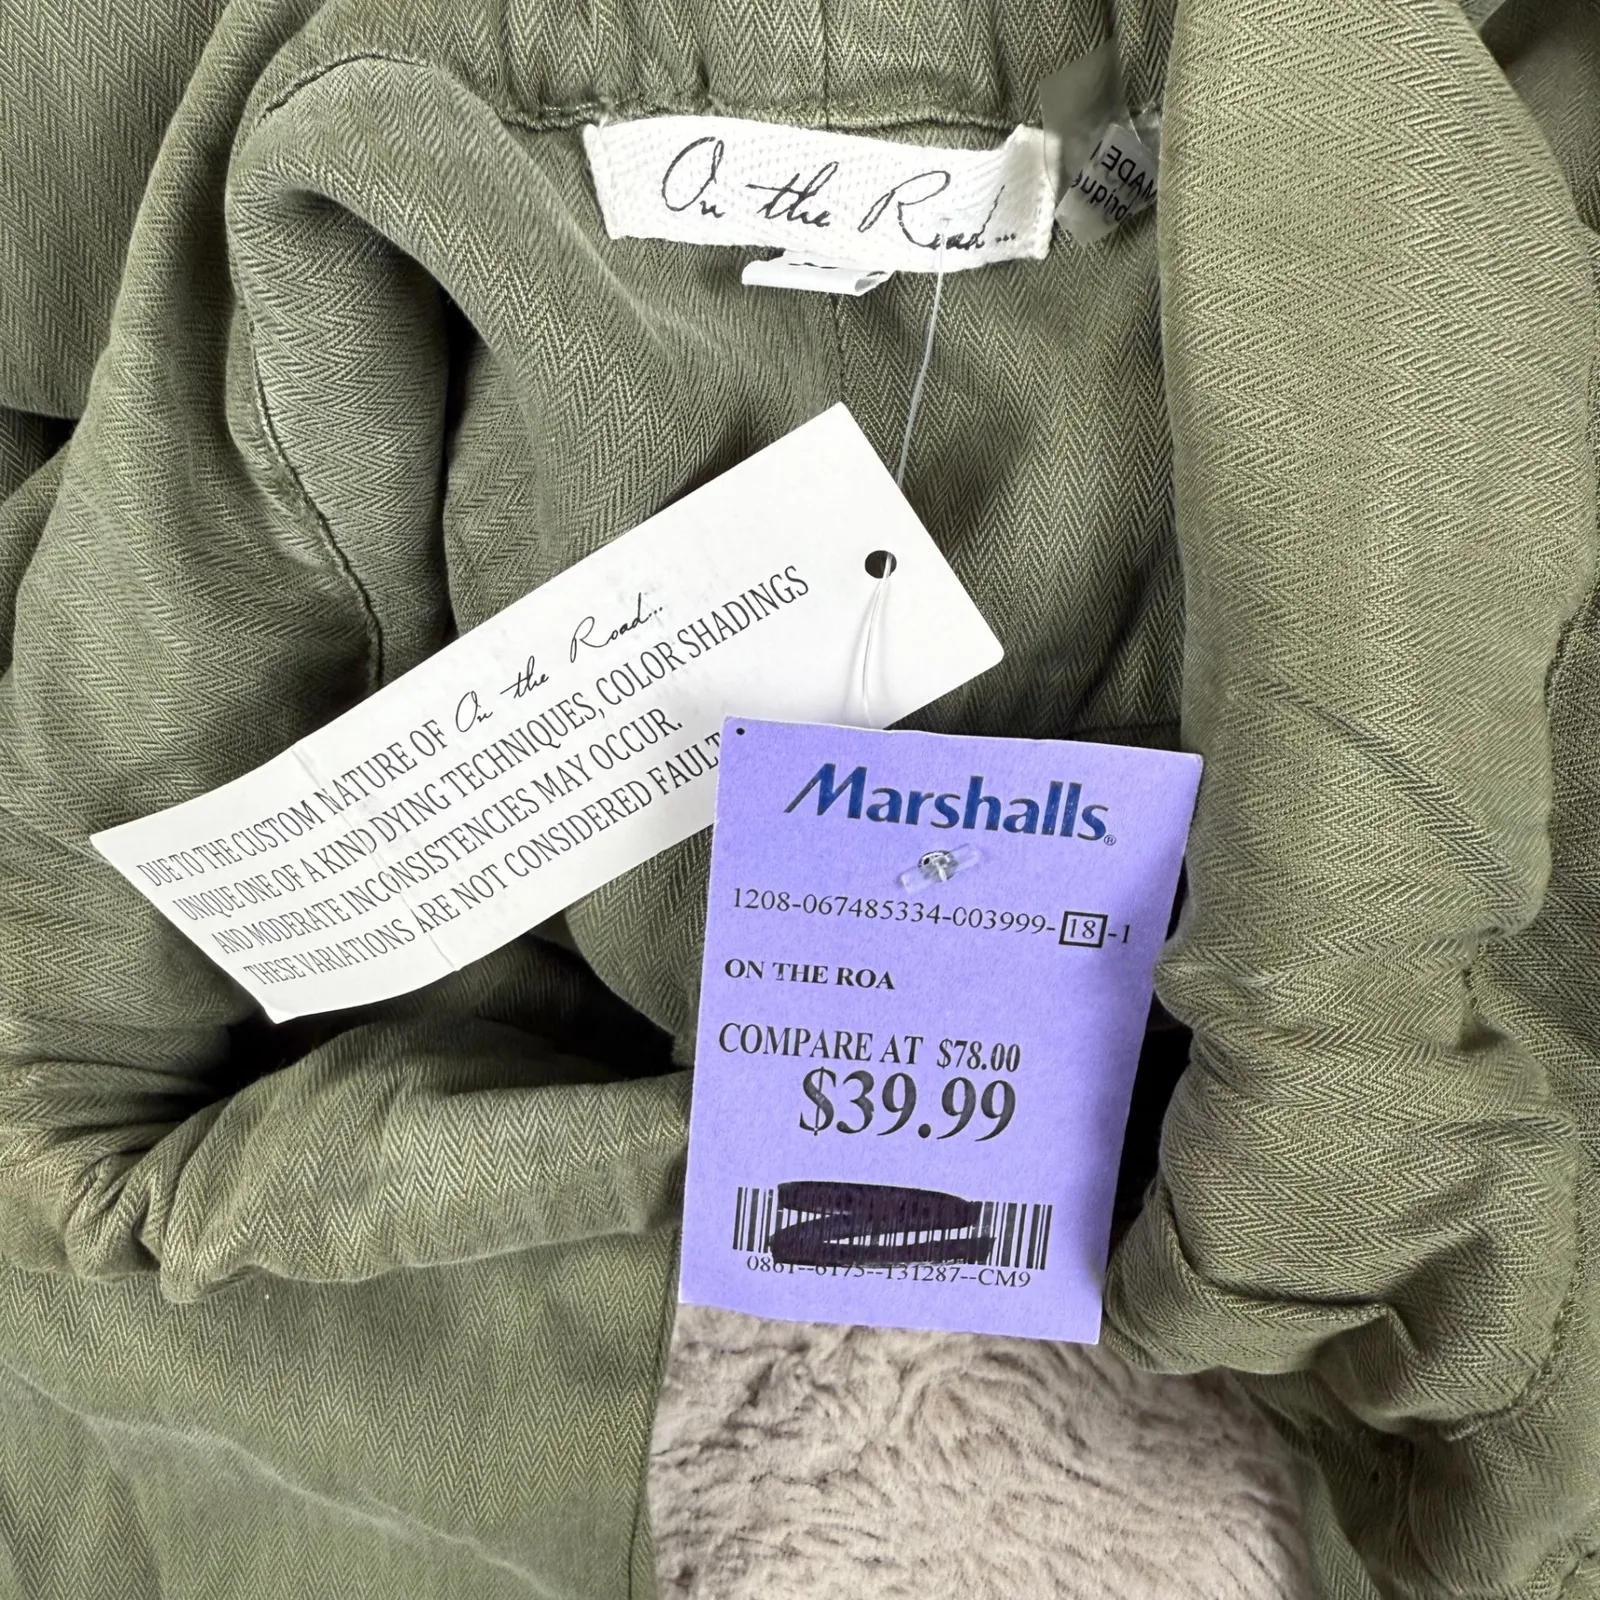 On the Road...
MADE
DUE TO THE CUSTOM NATURE OF On the Road...
UNIQUE ONE OF A KIND DYING TECHNIQUES, COLOR SHADINGS
AND MODERATE INCONSISTENCIES MAY OCCUR.
THESE VARIATIONS ARE NOT CONSIDERED FAULT
Marshalls®
1208-067485334-003999-18-1
ON THE ROA
COMPARE AT $78.00
$39.99
0861--6175--131287--CM9